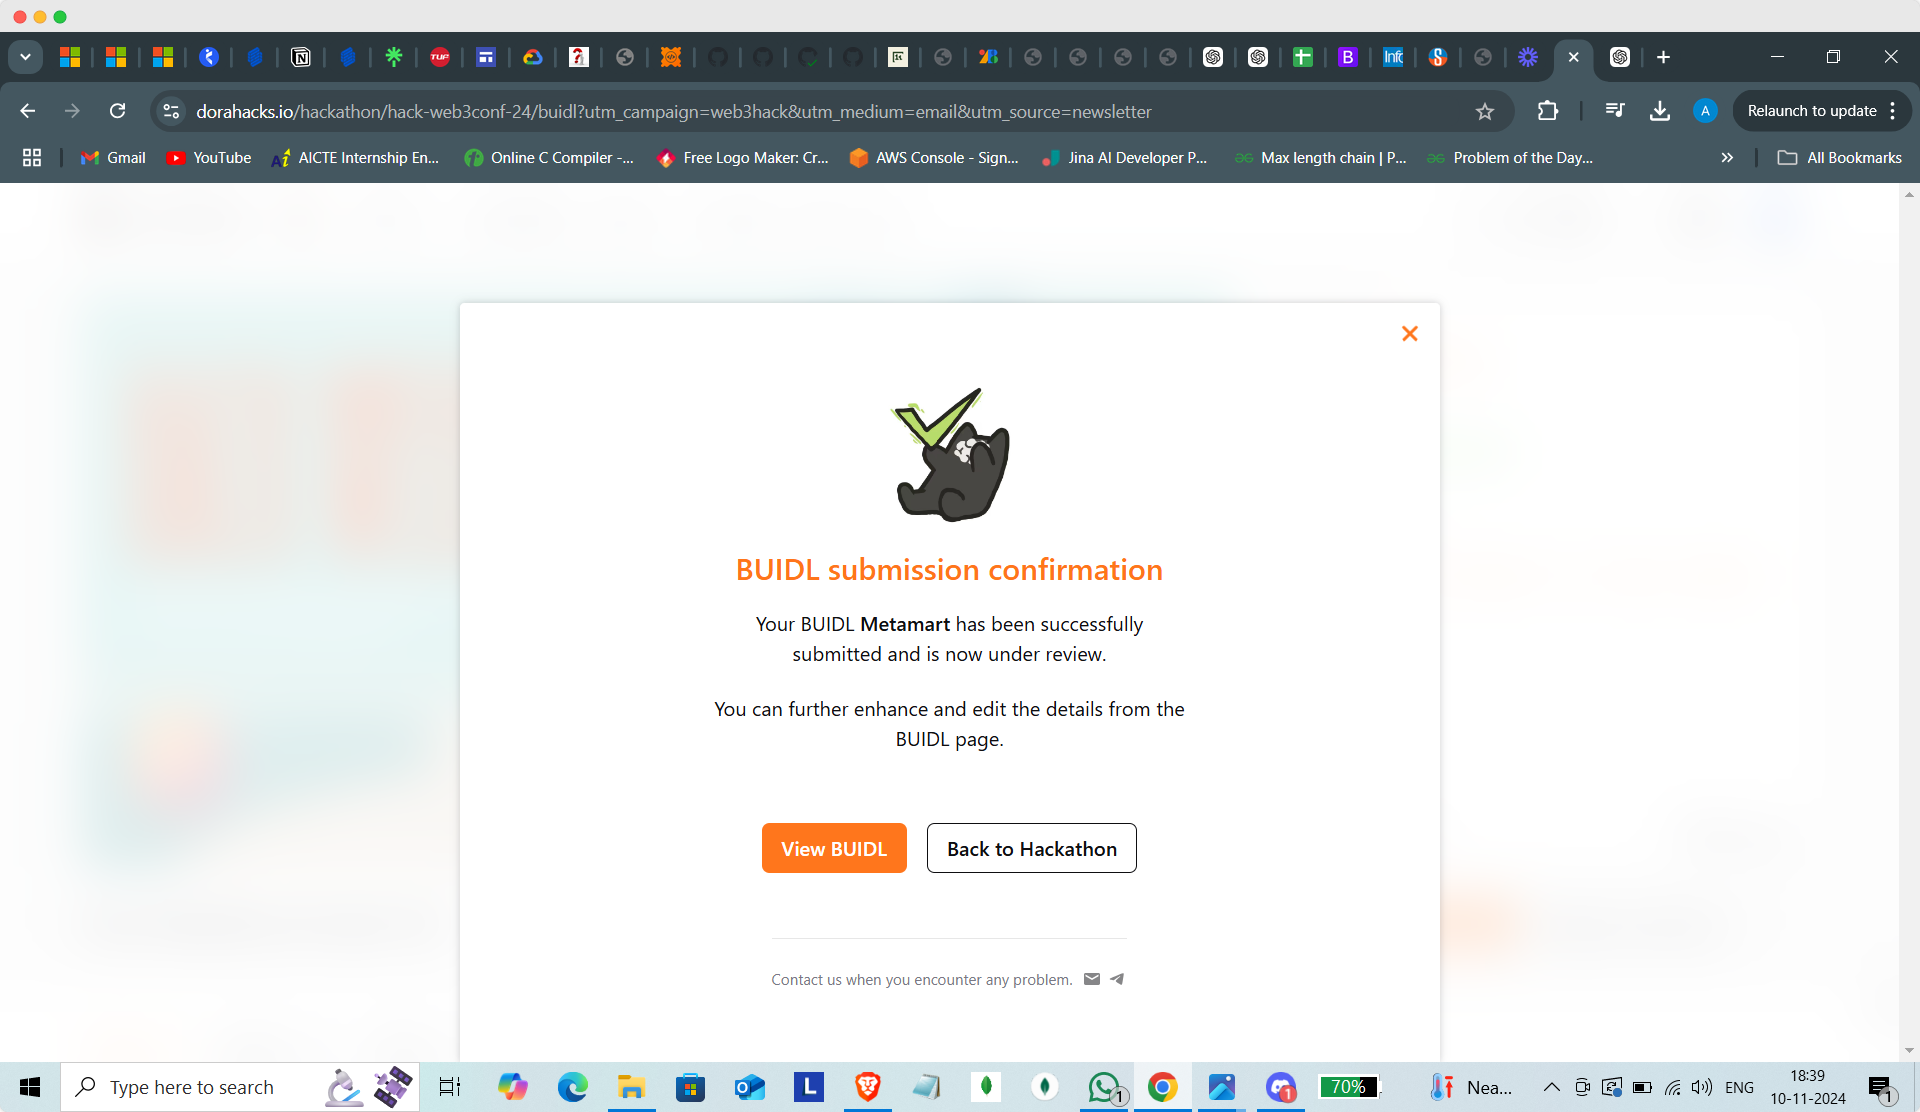 dorahacks.io/hackathon/hack-web3conf-24/buidl?utm_campaign=web3hack&utm_medium=email&utm_source=newsletter
A
Relaunch to update
Gmail
YouTube
AICTE Internship En...
Online C Compiler -...
Free Logo Maker: Cr...
AWS Console - Sign...
Jina AI Developer P...
Max length chain | P...
Problem of the Day...
All Bookmarks
BUIDL submission confirmation
Your BUIDL Metamart has been successfully
submitted and is now under review.
You can further enhance and edit the details from the
BUIDL page.
View BUIDL
Back to Hackathon
Contact us when you encounter any problem.
Type here to search
L
1
1
70%
Nea...
ENG
18:39
10-11-2024
1